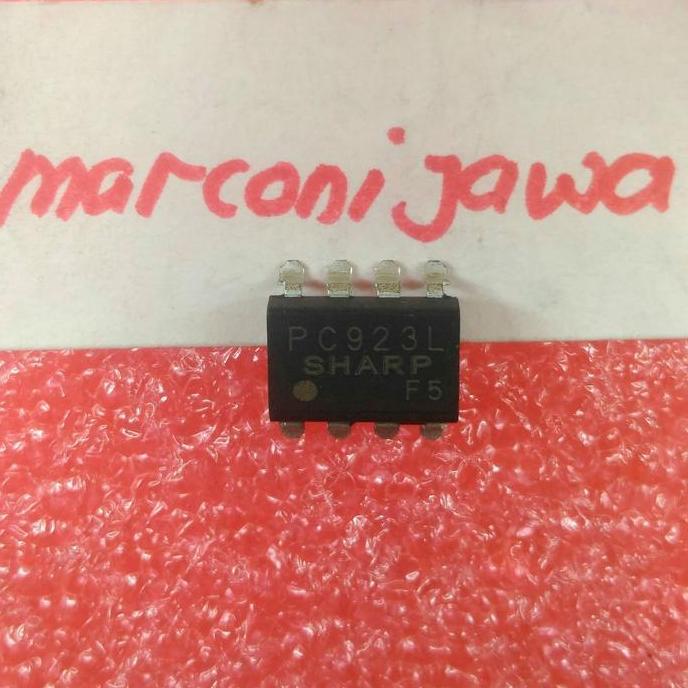 marconi jawa
PC923L
SHARP
F5